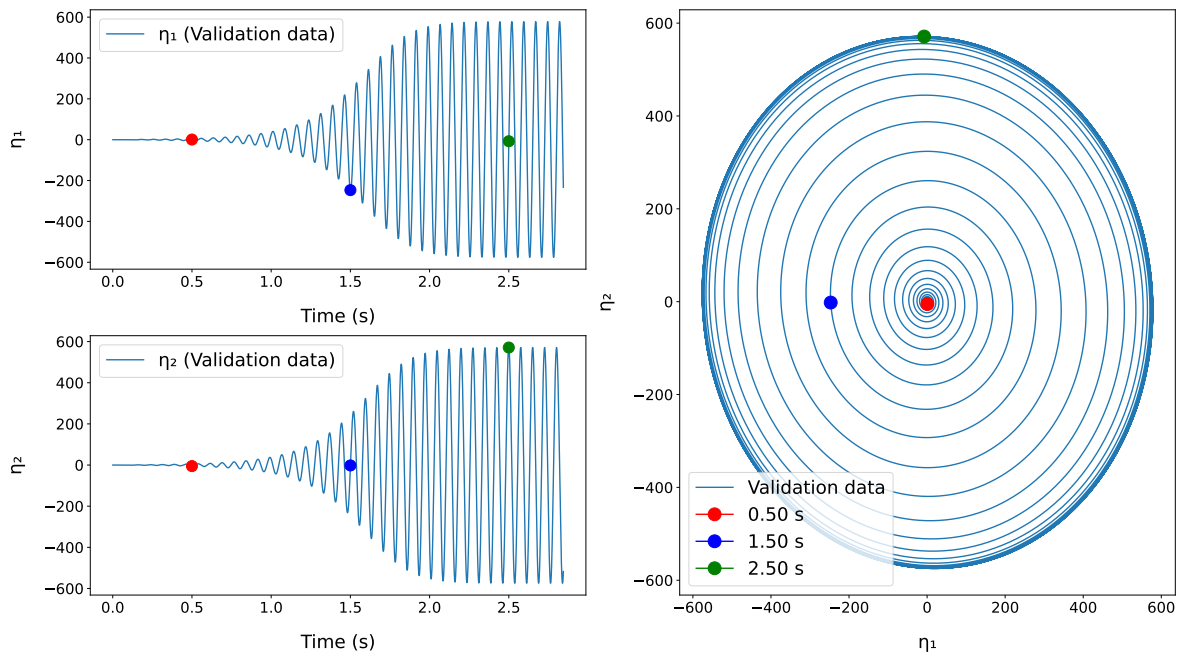 600
400
200
0
−200
−400
−600
η₁
η₁ (Validation data)
0.0 0.5 1.0 1.5 2.0 2.5
Time (s)
600
400
200
0
−200
−400
−600
η₂
η₂ (Validation data)
0.0 0.5 1.0 1.5 2.0 2.5
Time (s)
600
400
200
0
−200
−400
−600
η₂
Validation data
0.50 s
1.50 s
2.50 s
−600 −400 −200 0 200 400 600
η₁